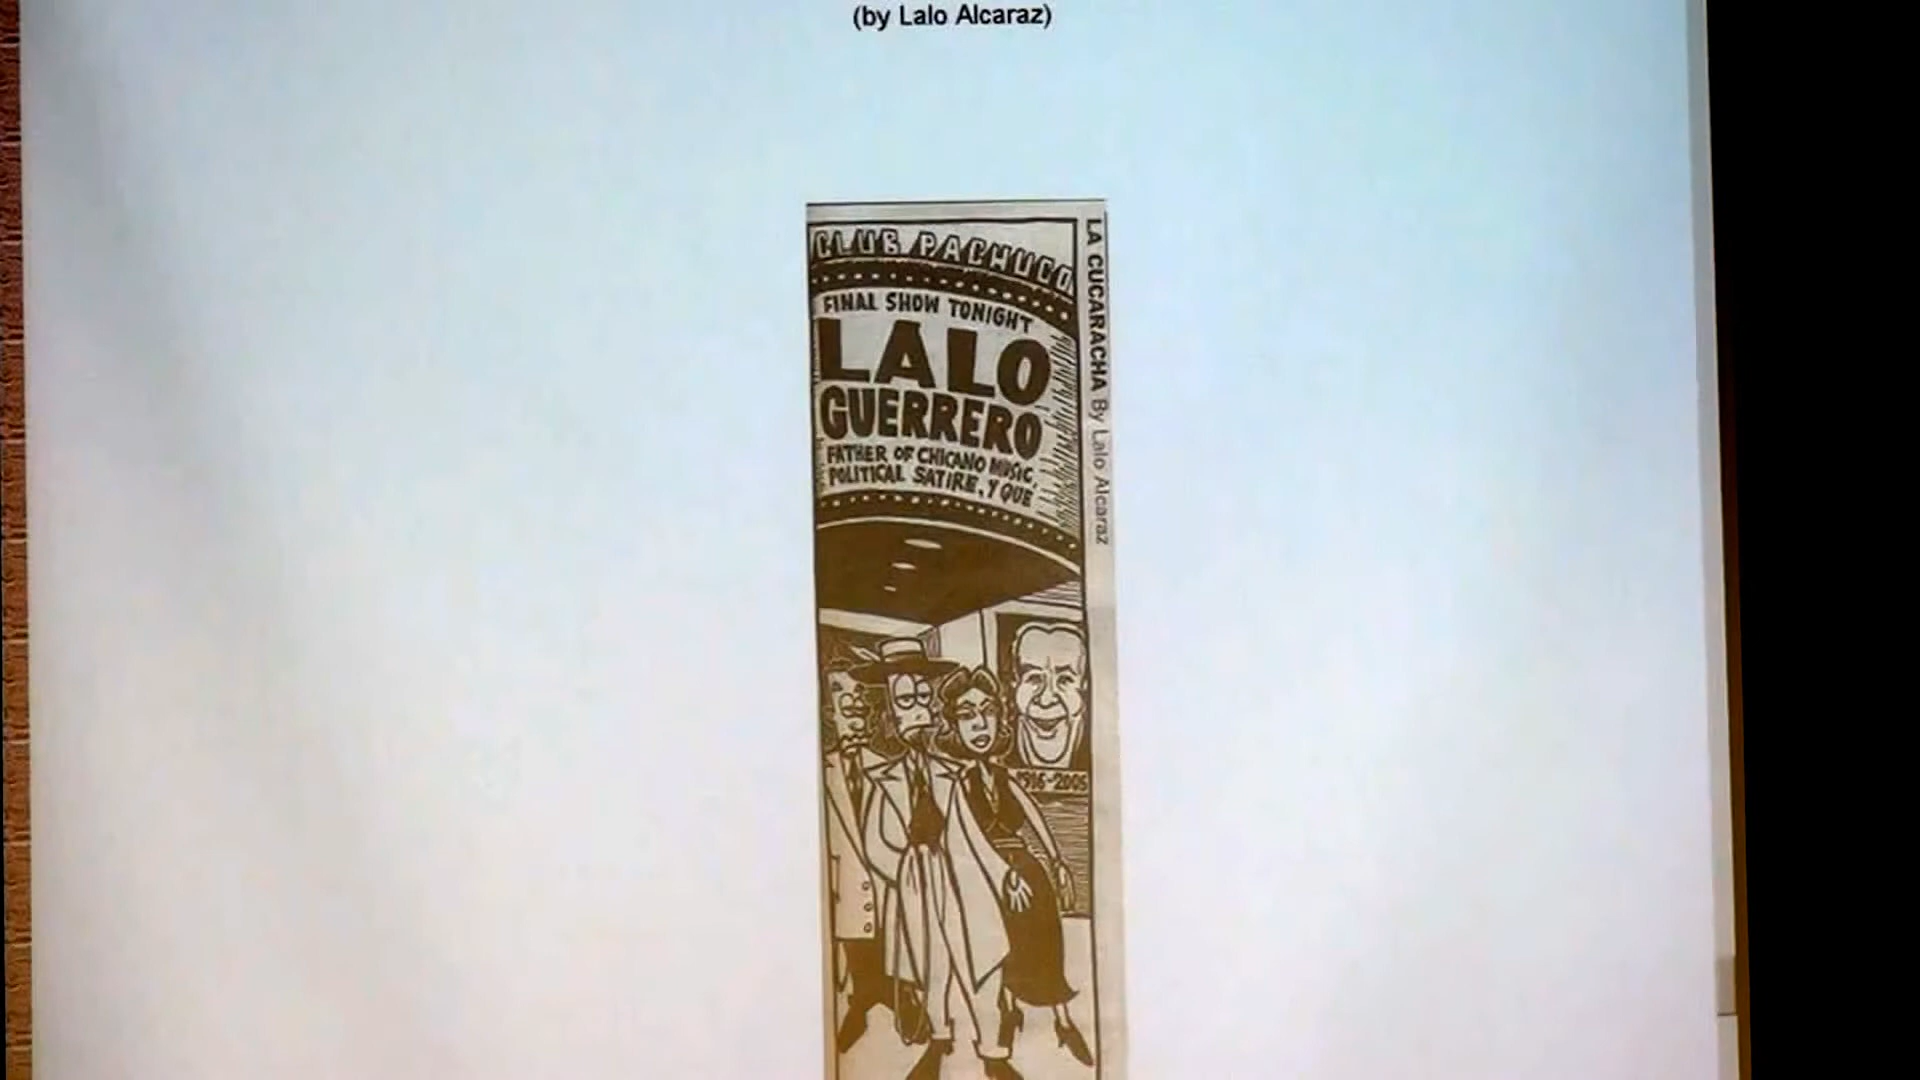 (by Lalo Alcaraz)
CLUB PACHUCO
FINAL SHOW TONIGHT
LALO
GUERRERO
FATHER OF CHICANO MUSIC,
POLITICAL SATIRE, Y QUE
LA CUCARACHA By Lalo Alcaraz
1916-2005